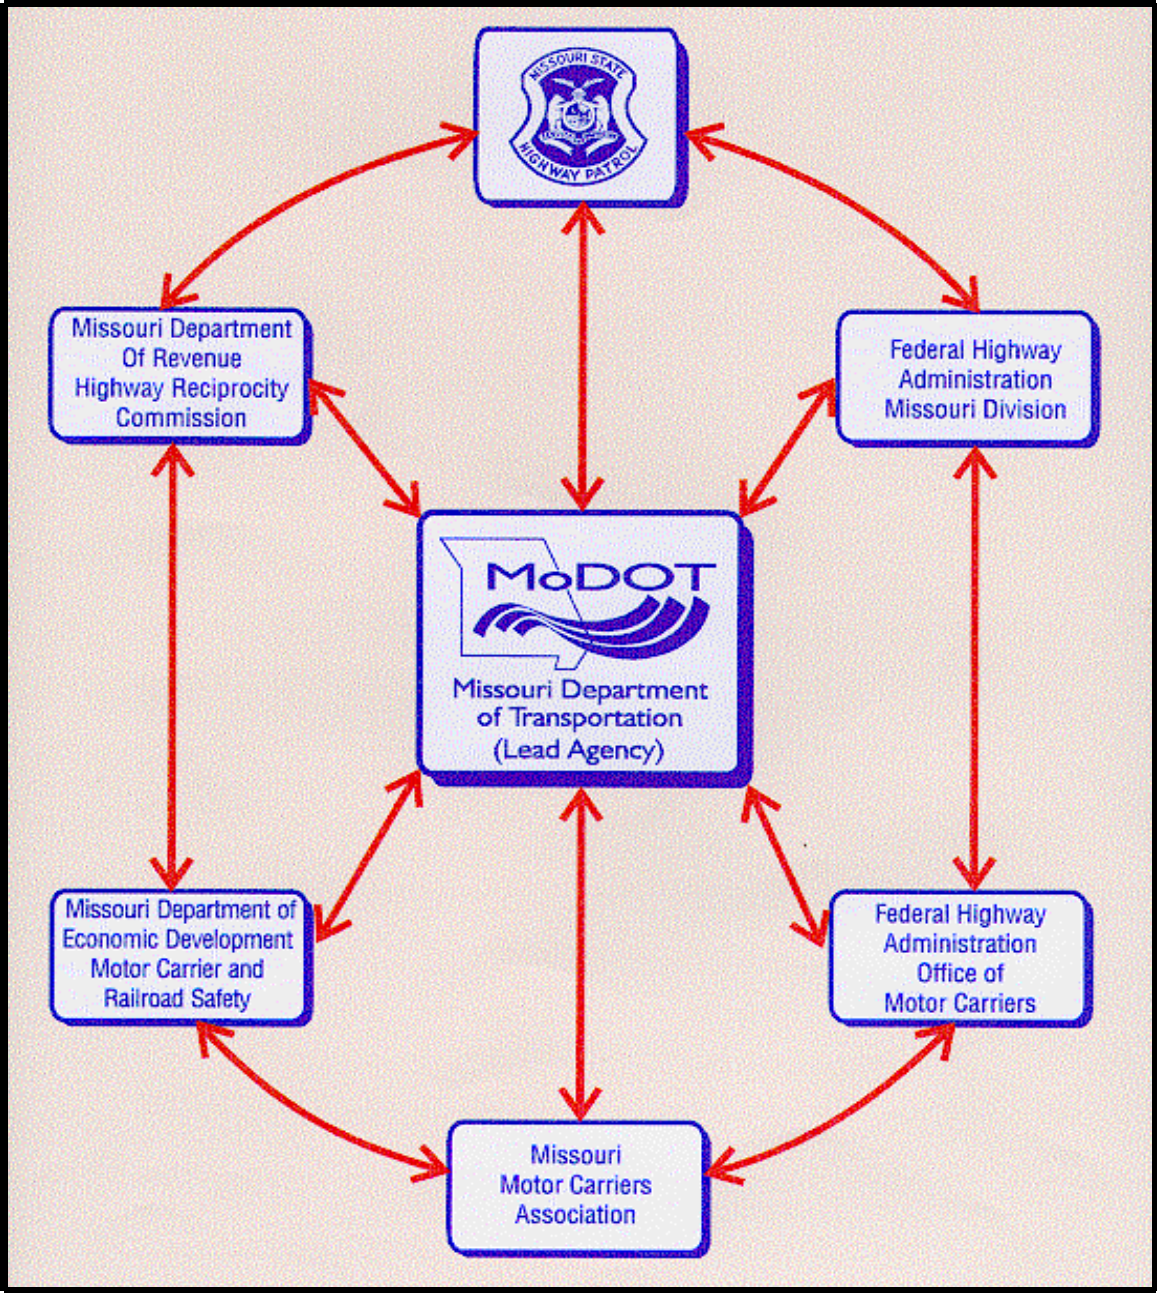 MISSOURI STATE
HIGHWAY PATROL
Missouri Department
Of Revenue
Highway Reciprocity
Commission
Federal Highway
Administration
Missouri Division
MoDOT
Missouri Department
of Transportation
(Lead Agency)
Missouri Department of
Economic Development
Motor Carrier and
Railroad Safety
Federal Highway
Administration
Office of
Motor Carriers
Missouri
Motor Carriers
Association